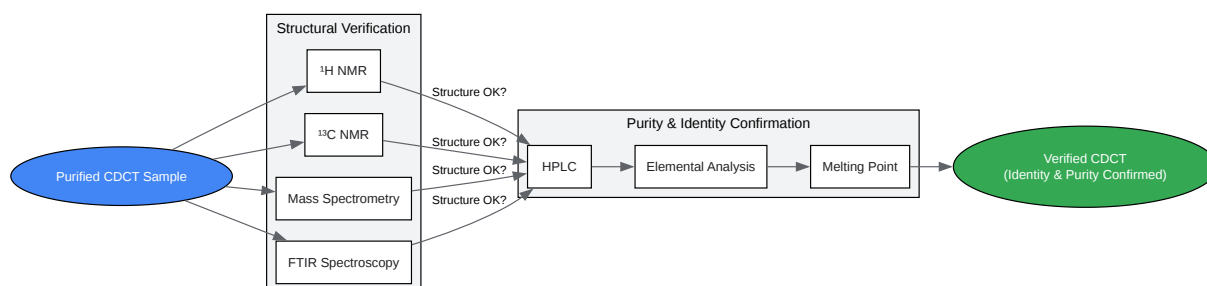 Structural Verification
¹H NMR
Structure OK?
Purity & Identity Confirmation
¹³C NMR
Structure OK?
Verified CDCT
HPLC
Elemental Analysis
Melting Point
Structure OK?
Purified CDCT Sample
(Identity & Purity Confirmed)
Mass Spectrometry
Structure OK?
FTIR Spectroscopy